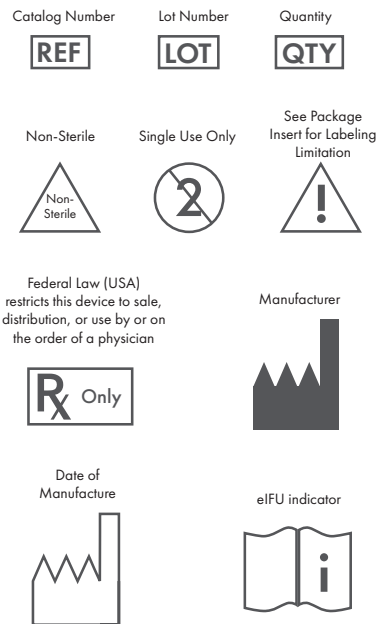 Catalog Number
Lot Number
Quantity
REF
LOT
QTY
Non-Sterile
Single Use Only
See Package
Insert for Labeling
Limitation
Non-
Sterile
2
!
Federal Law (USA)
restricts this device to sale,
distribution, or use by or on
the order of a physician
Manufacturer
Rx Only
Date of
Manufacture
eIFU indicator
i